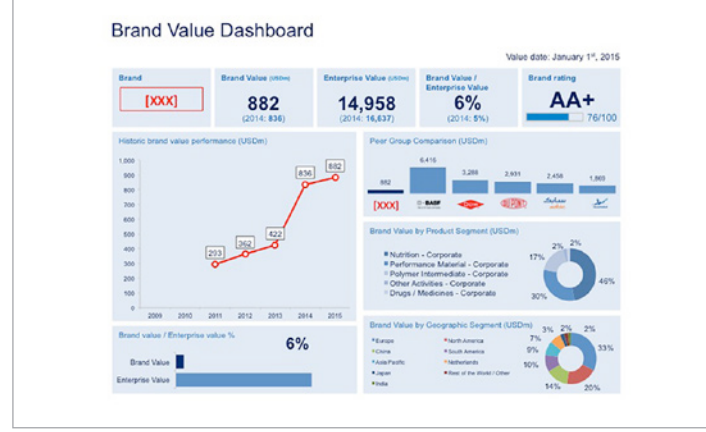 Brand Value Dashboard
Value date: January 1st, 2015
Brand
[XXX]
Brand Value (USDm)
882
(2014: 836)
Enterprise Value (USDm)
14,958
(2014: 16,637)
Brand Value /
Enterprise Value
6%
(2014: 5%)
Brand rating
AA+
76/100
Historic brand value performance (USDm)
1,000
900
800
700
600
500
400
300
200
100
0
293
362
422
836
882
2009 2010 2011 2012 2013 2014 2015
Peer Group Comparison (USDm)
882 6,416 3,288 2,931 2,458 1,869
[XXX] BASF DOW DUPONT
Brand Value by Product Segment (USDm)
Nutrition - Corporate
Performance Material - Corporate
Polymer Intermediate - Corporate
Other Activities - Corporate
Drugs / Medicines - Corporate
2% 2%
17%
46%
30%
Brand value / Enterprise value %
6%
Brand Value
Enterprise Value
Brand Value by Geographic Segment (USDm)
Europe North America
China South America
Asia Pacific Netherlands
Japan Rest of the World / Other
India
3% 2% 2%
7%
9%
33%
10%
14%
20%